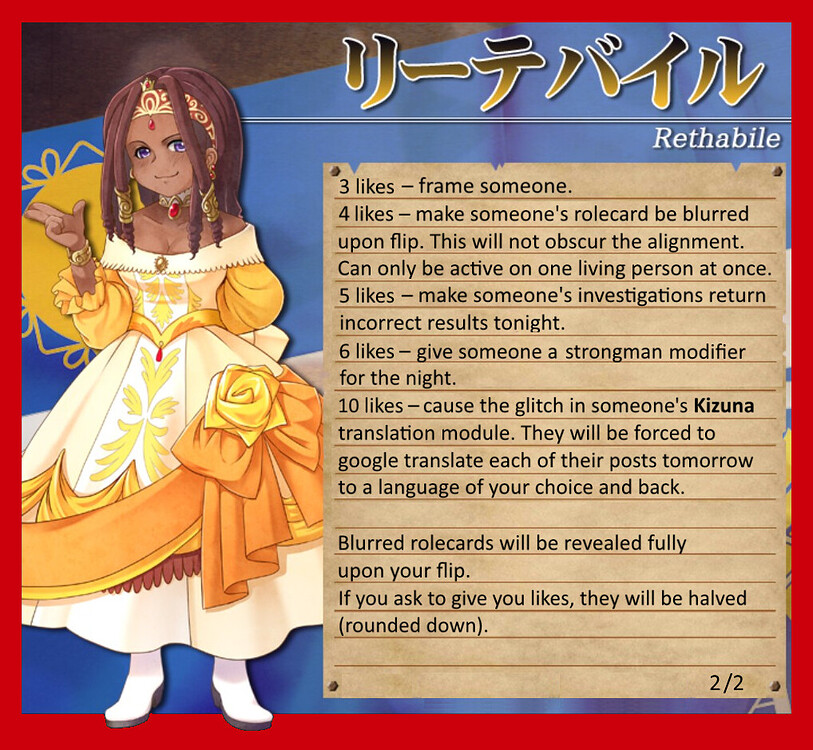 リーテバイル
Rethabile
3 likes – frame someone.
4 likes – make someone's rolecard be blurred
upon flip. This will not obscur the alignment.
Can only be active on one living person at once.
5 likes – make someone's investigations return
incorrect results tonight.
6 likes – give someone a strongman modifier
for the night.
10 likes – cause the glitch in someone's Kizuna
translation module. They will be forced to
google translate each of their posts tomorrow
to a language of your choice and back.
Blurred rolecards will be revealed fully
upon your flip.
If you ask to give you likes, they will be halved
(rounded down).
2/2